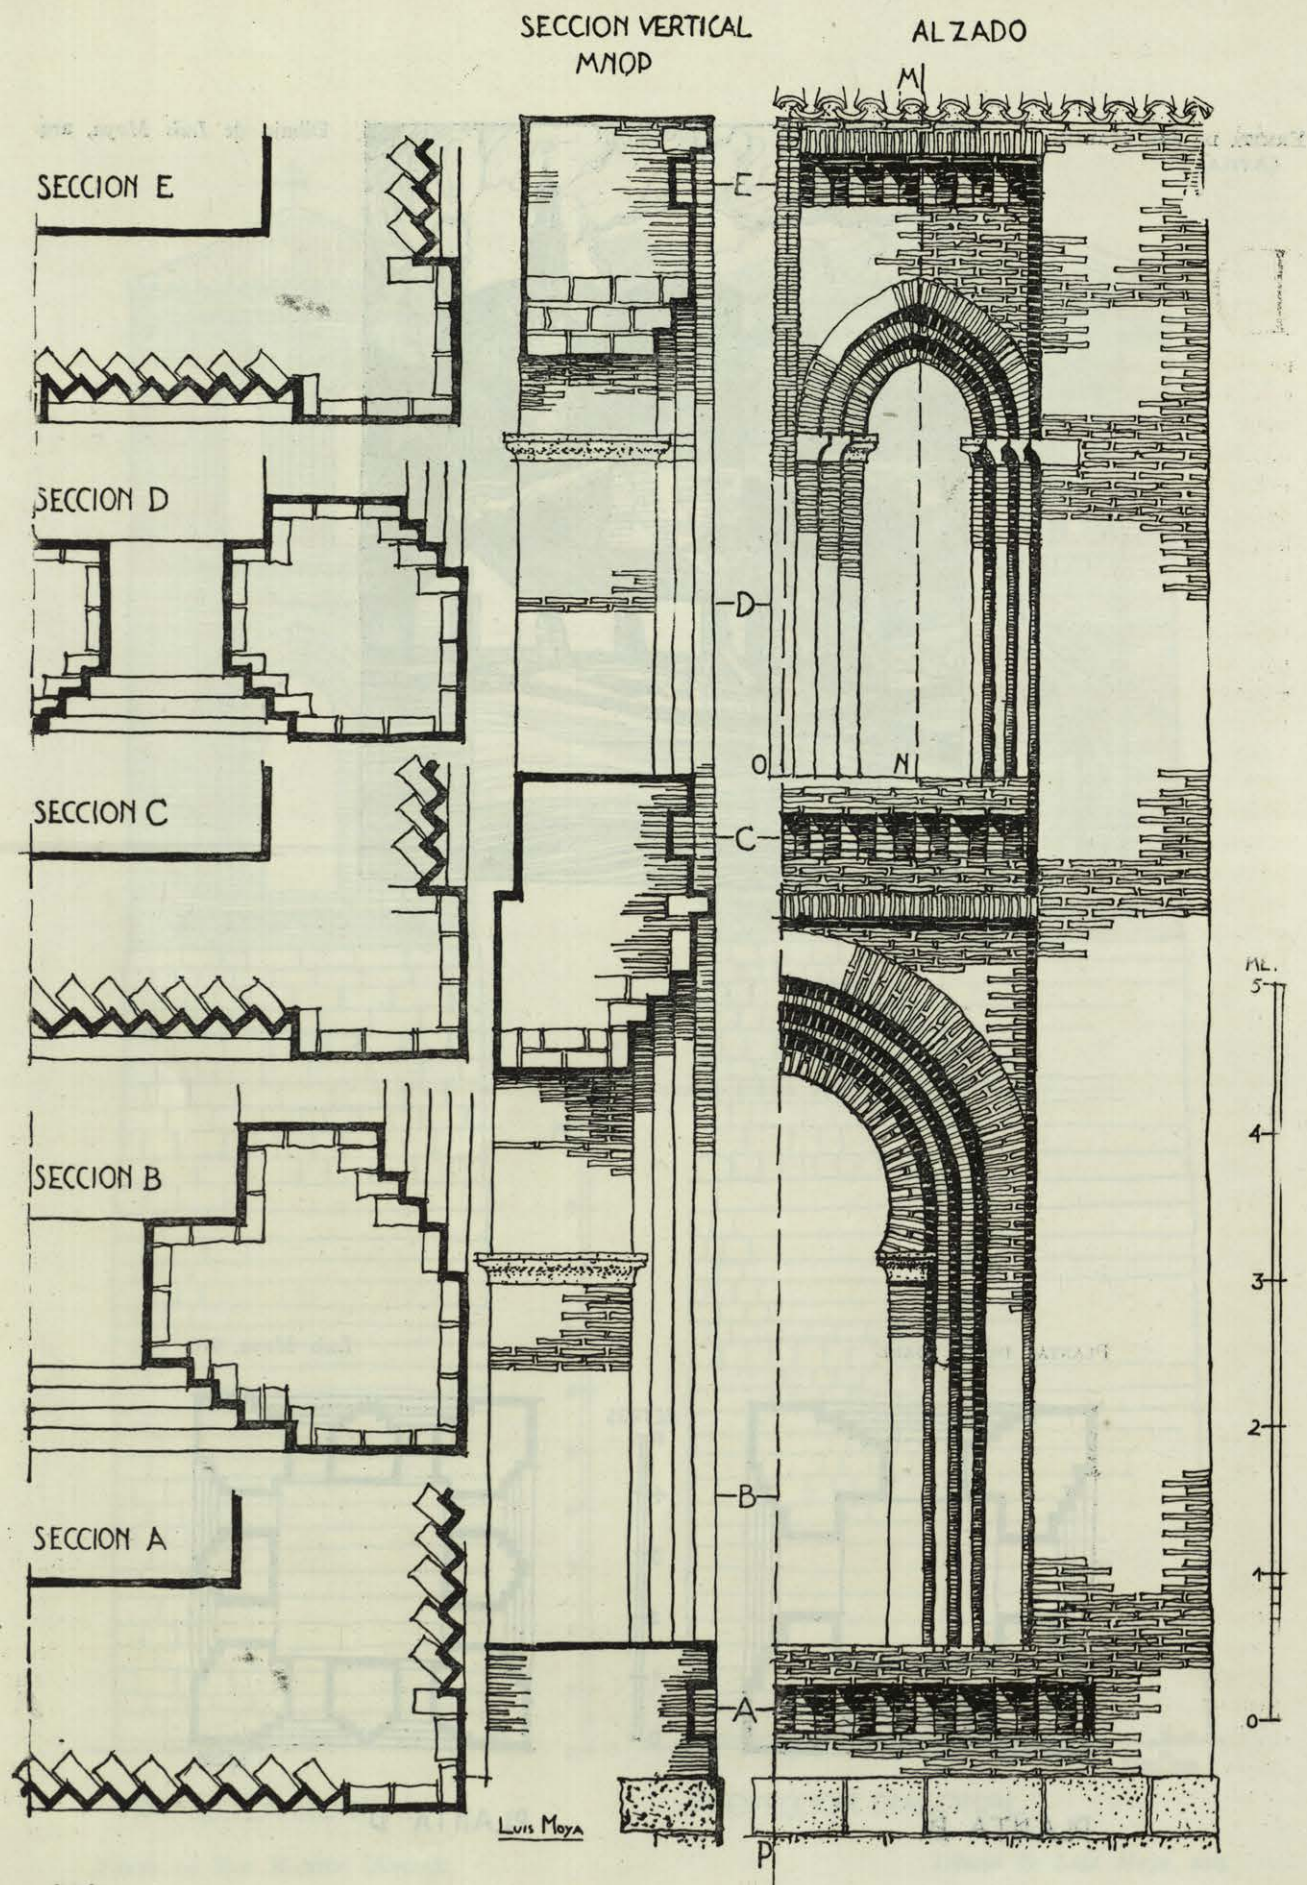 SECCION VERTICAL
MNOP
ALZADO
M
SECCION E
E
SECCION D
D
O
N
SECCION C
C
ML.
5
4
SECCION B
3
2
B
SECCION A
1
A
0
Luis Moya
P